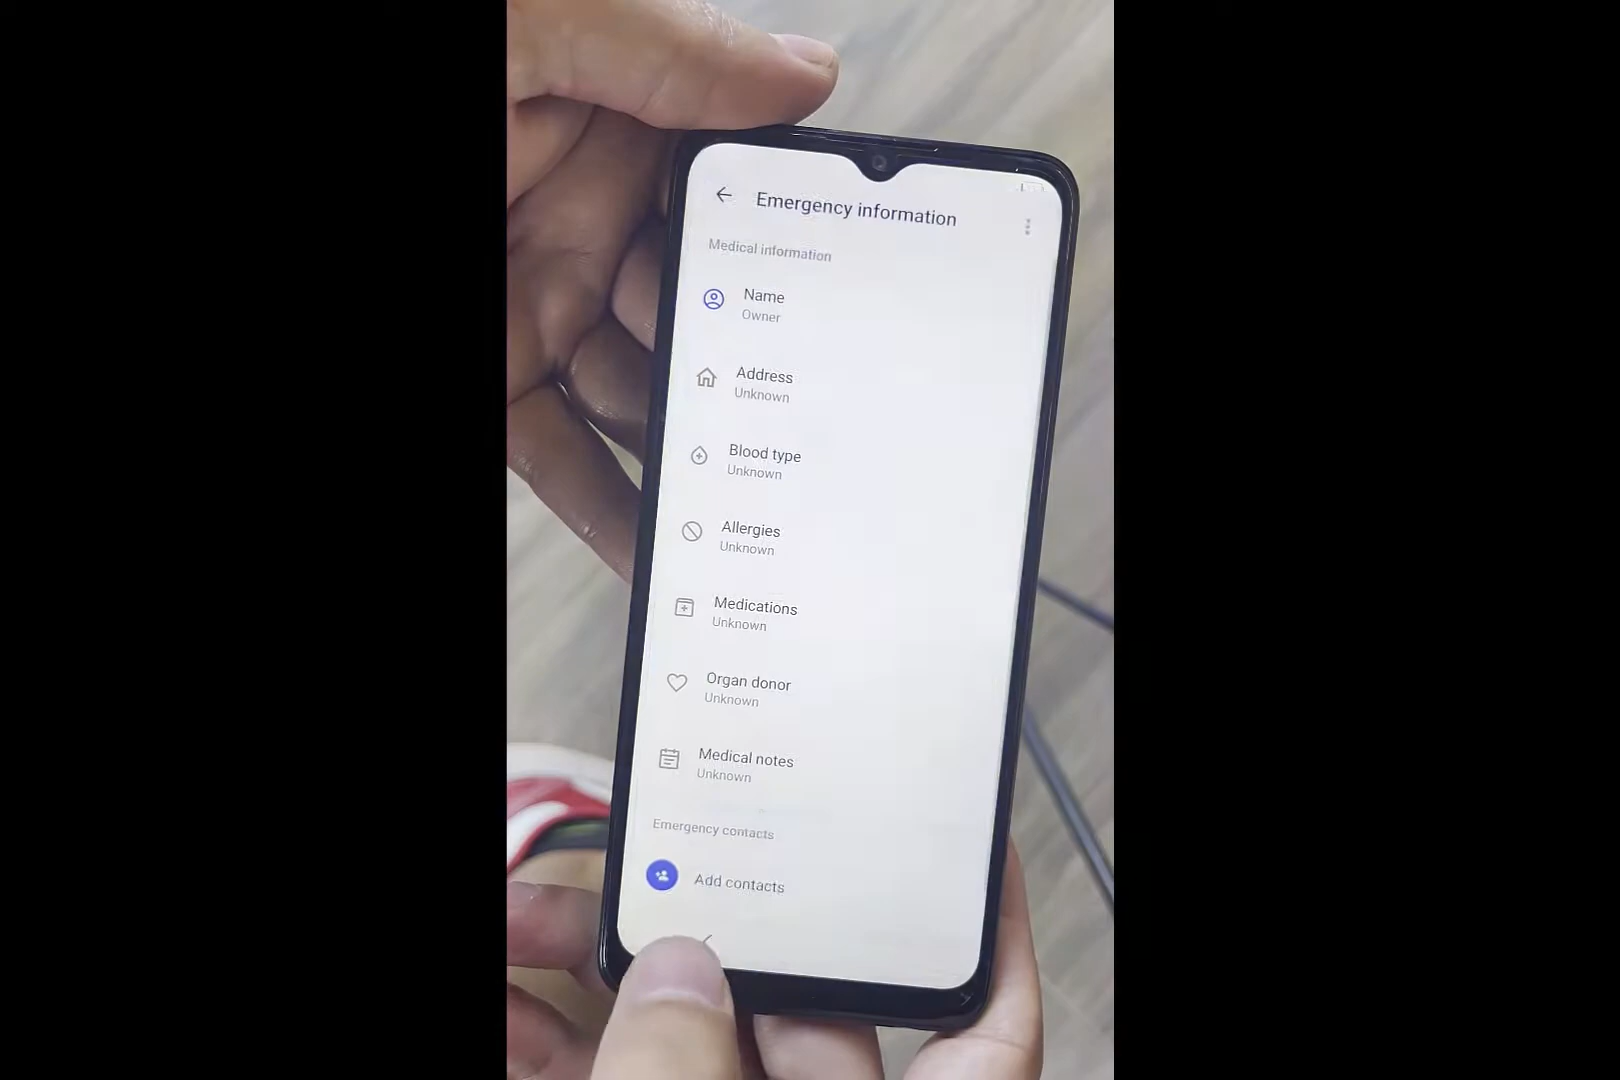 Emergency information
Medical information
Name
Owner
Address
Unknown
Blood type
Unknown
Allergies
Unknown
Medications
Unknown
Organ donor
Unknown
Medical notes
Unknown
Emergency contacts
Add contacts